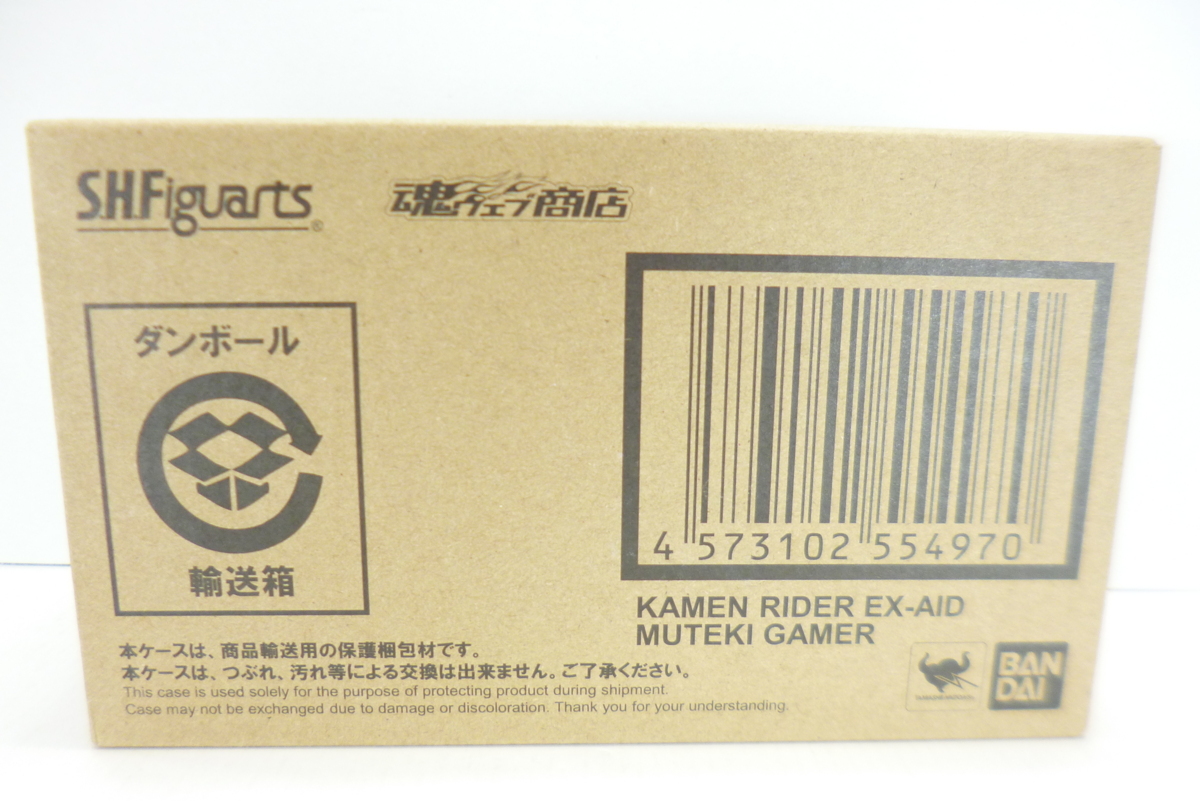 S.H.Figuarts®
魂ウェブ商店
ダンボール
輸送箱
4 573102 554970
KAMEN RIDER EX-AID
MUTEKI GAMER
本ケースは、商品輸送用の保護梱包材です。
本ケースは、つぶれ、汚れ等による交換は出来ません。ご了承ください。
This case is used solely for the purpose of protecting product during shipment.
Case may not be exchanged due to damage or discoloration. Thank you for your understanding.
BAN
DAI